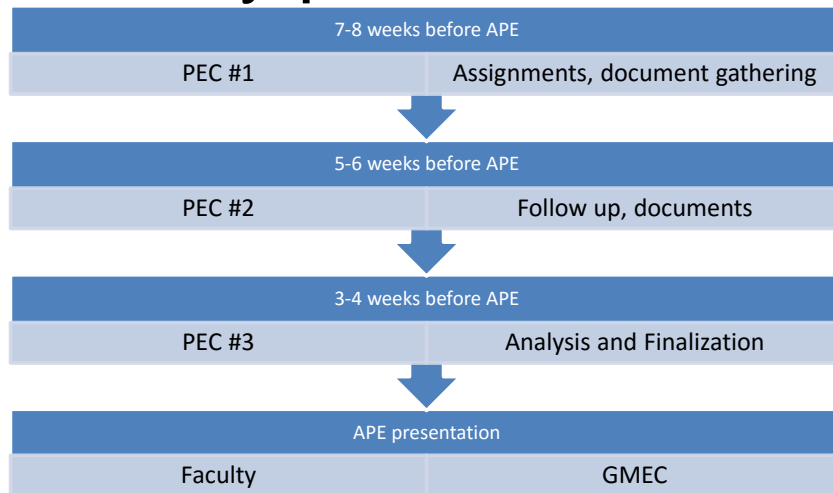 7-8 weeks before APE
PEC #1 Assignments, document gathering
5-6 weeks before APE
PEC #2 Follow up, documents
3-4 weeks before APE
PEC #3 Analysis and Finalization
APE presentation
Faculty GMEC